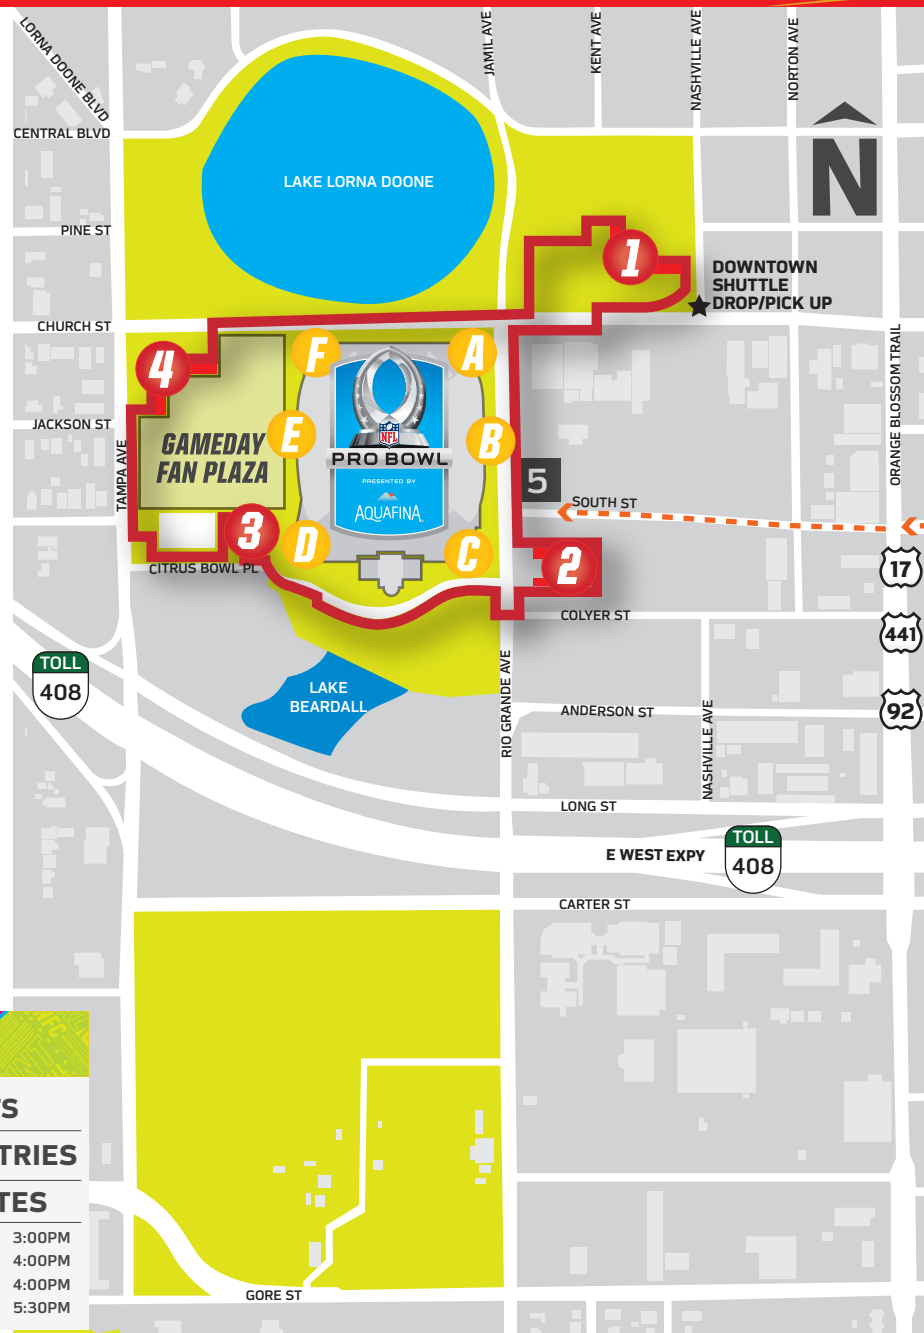 LORNA DOONE BLVD
JAMIL AVE
KENT AVE
NASHVILLE AVE
NORTON AVE
CENTRAL BLVD
N
LAKE LORNA DOONE
PINE ST
1
DOWNTOWN
SHUTTLE
DROP/PICK UP
CHURCH ST
ORANGE BLOSSOM TRAIL
4
F
A
JACKSON ST
TAMPA AVE
GAMEDAY
FAN PLAZA
E
B
NFL
PRO BOWL
PRESENTED BY
AQUAFINA
5
SOUTH ST
3
D
C
2
CITRUS BOWL PL
17
COLYER ST
441
TOLL
408
LAKE
BEARDALL
RIO GRANDE AVE
ANDERSON ST
92
NASHVILLE AVE
LONG ST
E WEST EXPY
TOLL
408
CARTER ST
TS
TRIES
TES
3:00PM
4:00PM
4:00PM
5:30PM
GORE ST